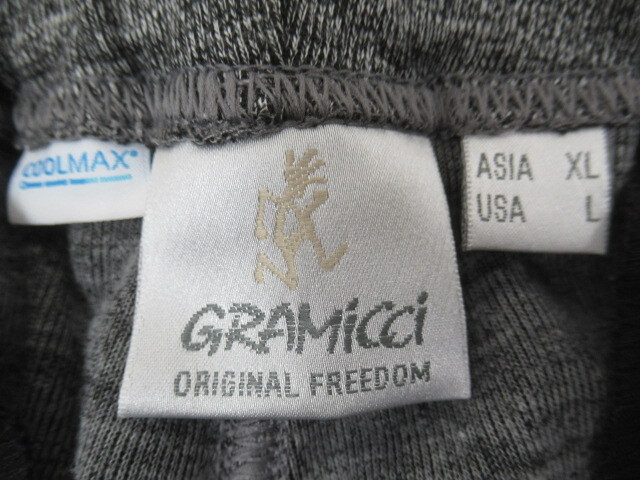 COOLMAX®
GRAMiCCi
ORIGINAL FREEDOM
ASIA XL
USA L